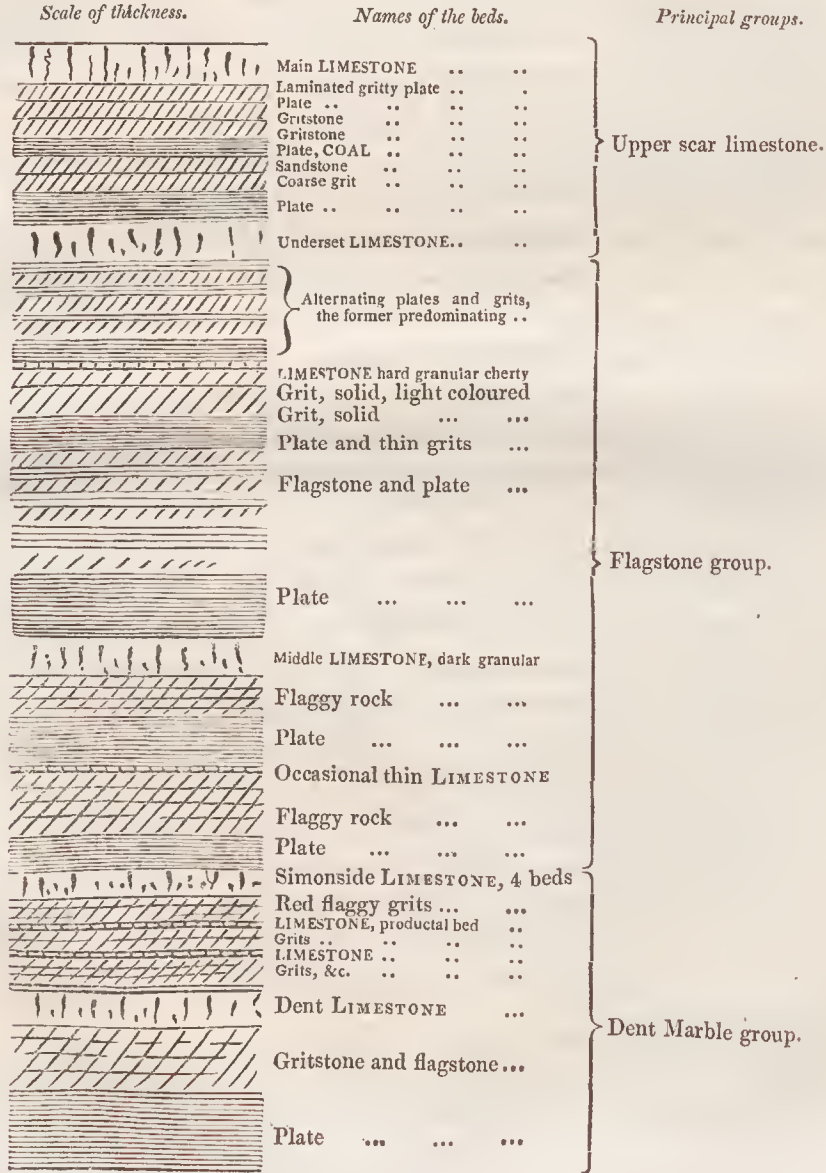 Scale of thickness. Names of the beds. Principal groups.
Main LIMESTONE .. ..
Laminated gritty plate .. .
Plate .. .. .. ..
Gritstone .. .. ..
Gritstone .. .. ..
Plate, COAL .. .. ..
Sandstone .. .. ..
Coarse grit .. .. ..
Plate .. .. .. ..
Underset LIMESTONE.. ..
Upper scar limestone.
Alternating plates and grits,
the former predominating ..
LIMESTONE hard granular cherty
Grit, solid, light coloured
Grit, solid ... ...
Plate and thin grits ...
Flagstone and plate ...
Plate ... ... ...
Middle LIMESTONE, dark granular
Flaggy rock ... ...
Plate ... ... ...
Occasional thin LIMESTONE
Flaggy rock ... ...
Plate ... ... ...
Flagstone group.
Simonside LIMESTONE, 4 beds
Red flaggy grits ... ...
LIMESTONE, productal bed ..
Grits .. .. .. ..
LIMESTONE .. .. ..
Grits, &c. .. .. ..
Dent LIMESTONE ...
Gritstone and flagstone ...
Plate ... ... ...
Dent Marble group.